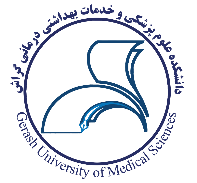 دانشکده علوم پزشکی و خدمات بهداشتی درمانی گراش
Gerash University of Medical Sciences